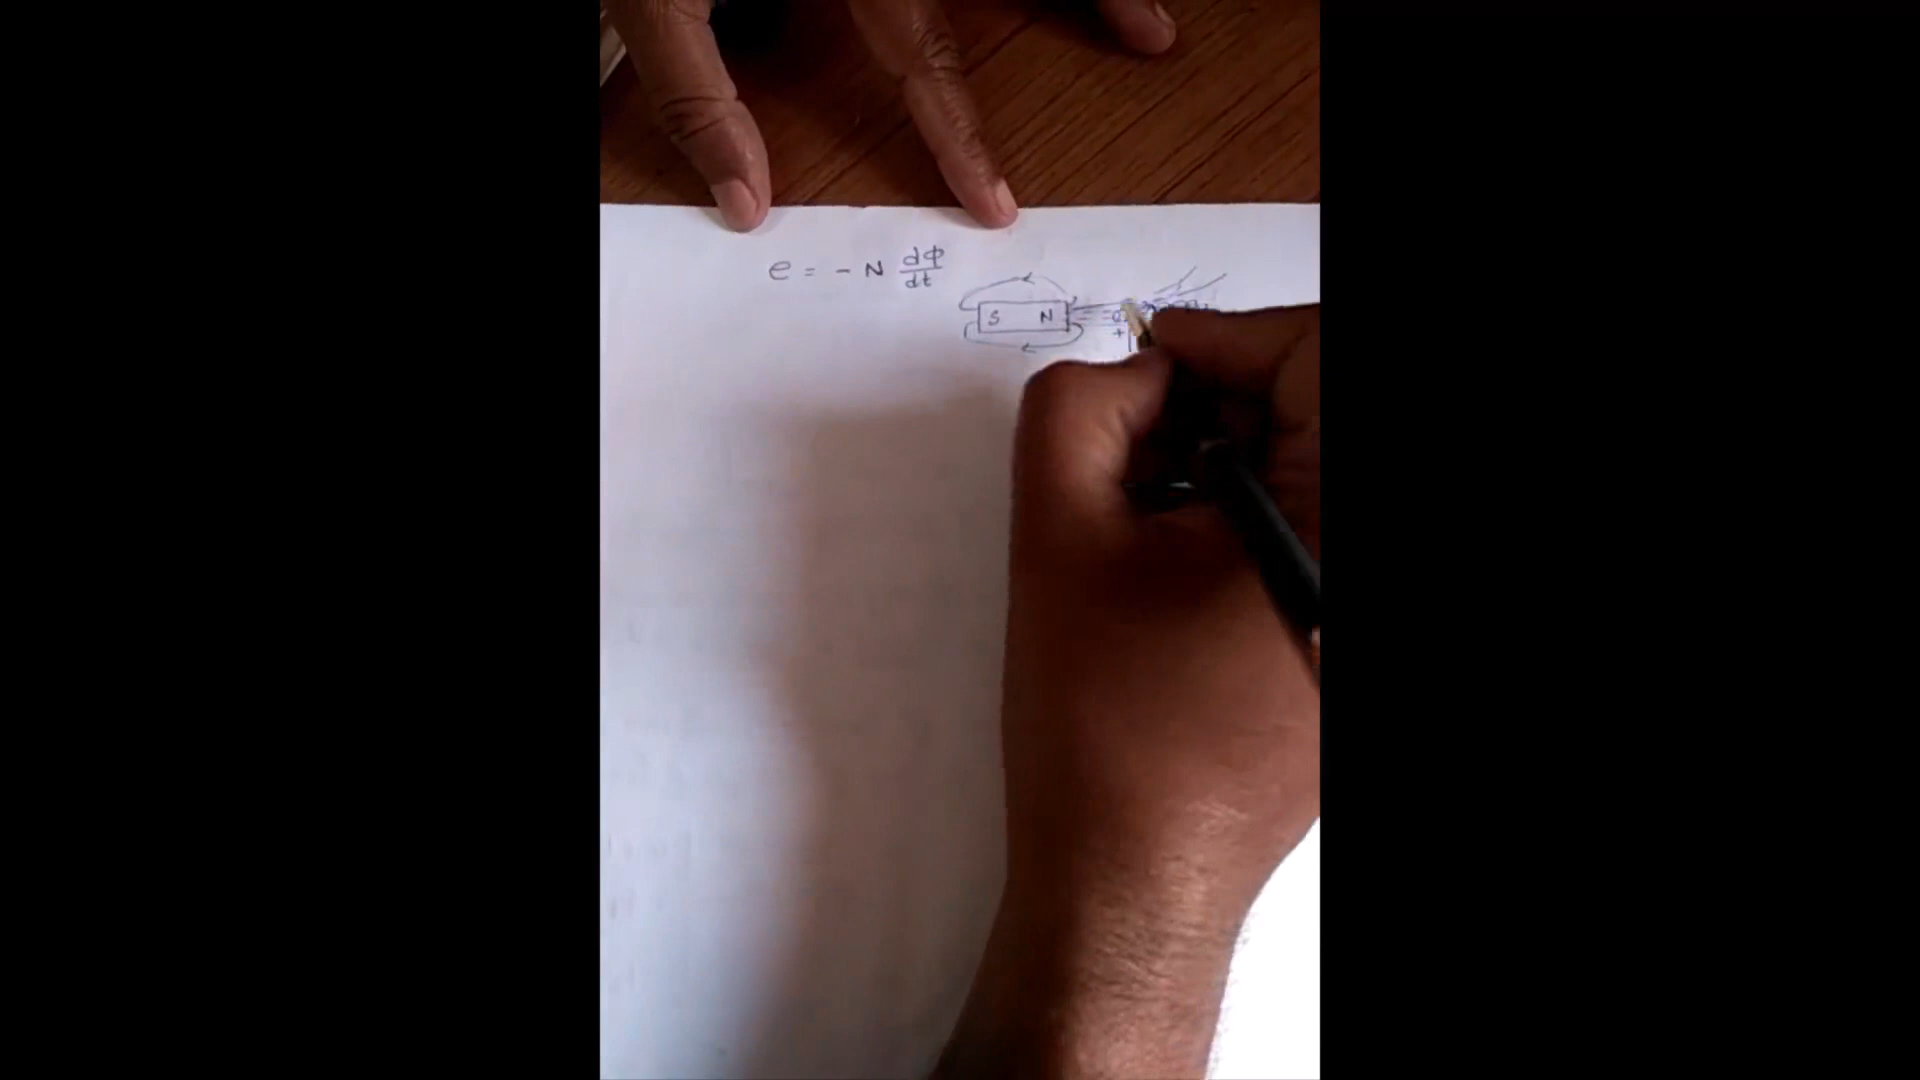 e = - N dΦ/dt
S N
+